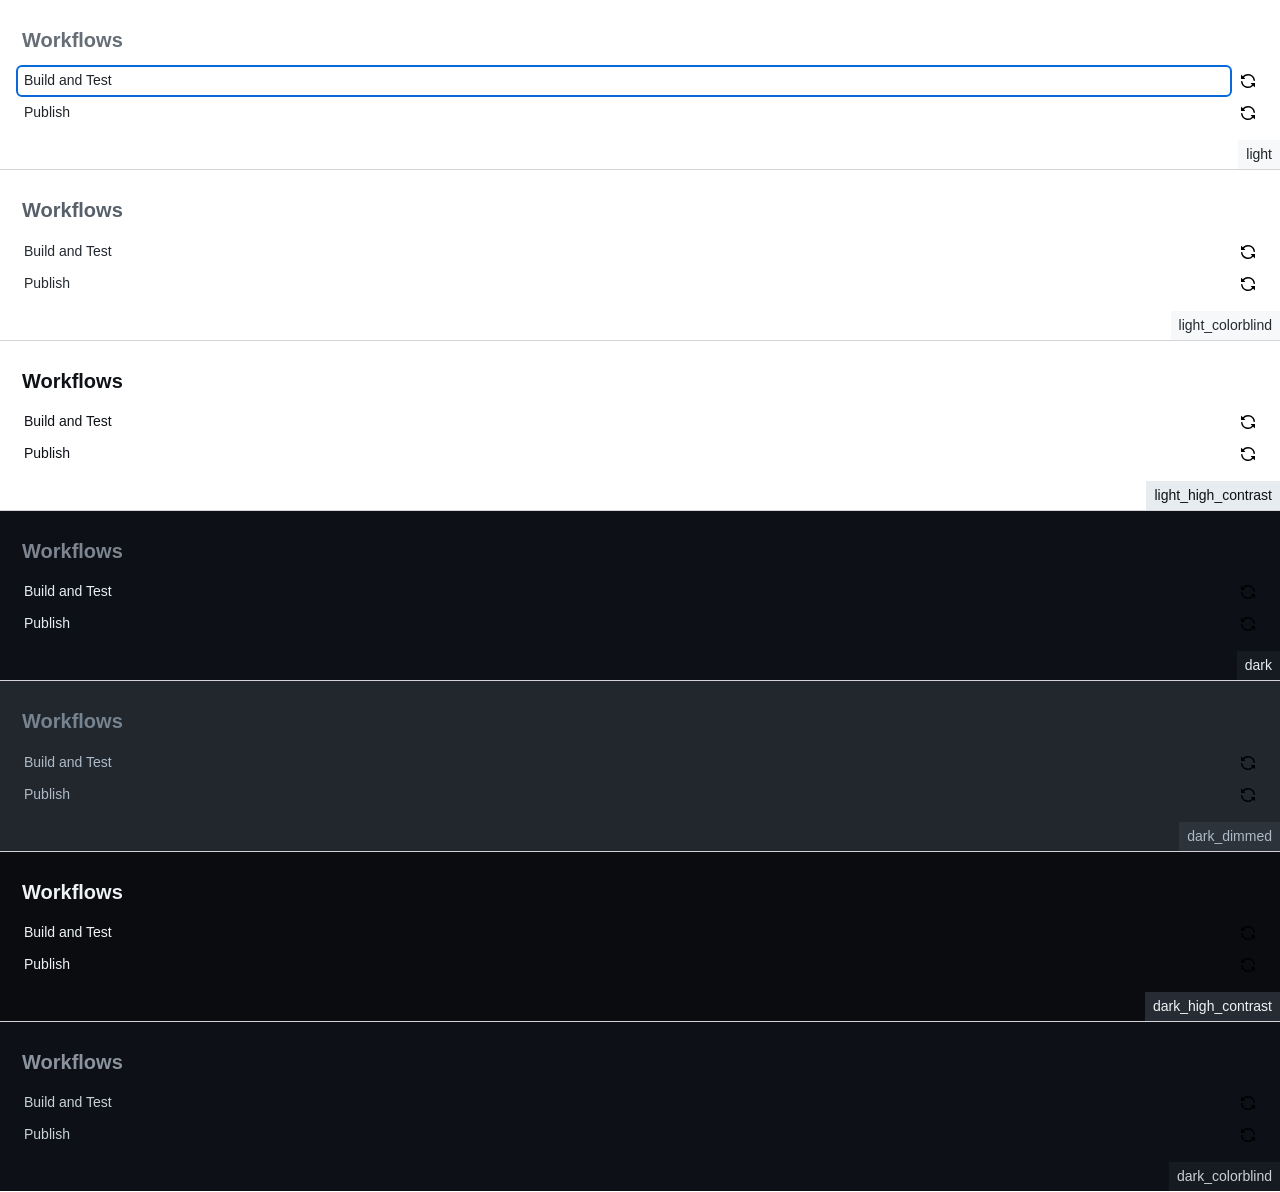 Workflows
Build and Test
Publish
light
Workflows
Build and Test
Publish
light_colorblind
Workflows
Build and Test
Publish
light_high_contrast
Workflows
Build and Test
Publish
dark
Workflows
Build and Test
Publish
dark_dimmed
Workflows
Build and Test
Publish
dark_high_contrast
Workflows
Build and Test
Publish
dark_colorblind